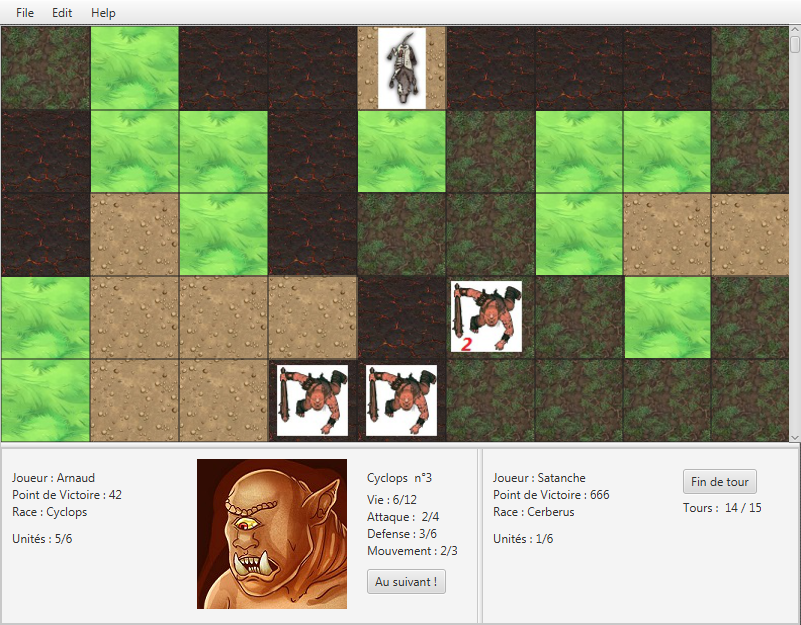 File Edit Help
2
Joueur : Arnaud
Point de Victoire : 42
Race : Cyclops
Unités : 5/6
Cyclops n°3
Vie : 6/12
Attaque : 2/4
Defense : 3/6
Mouvement : 2/3
Au suivant !
Joueur : Satanche
Point de Victoire : 666
Race : Cerberus
Unités : 1/6
Fin de tour
Tours : 14 / 15